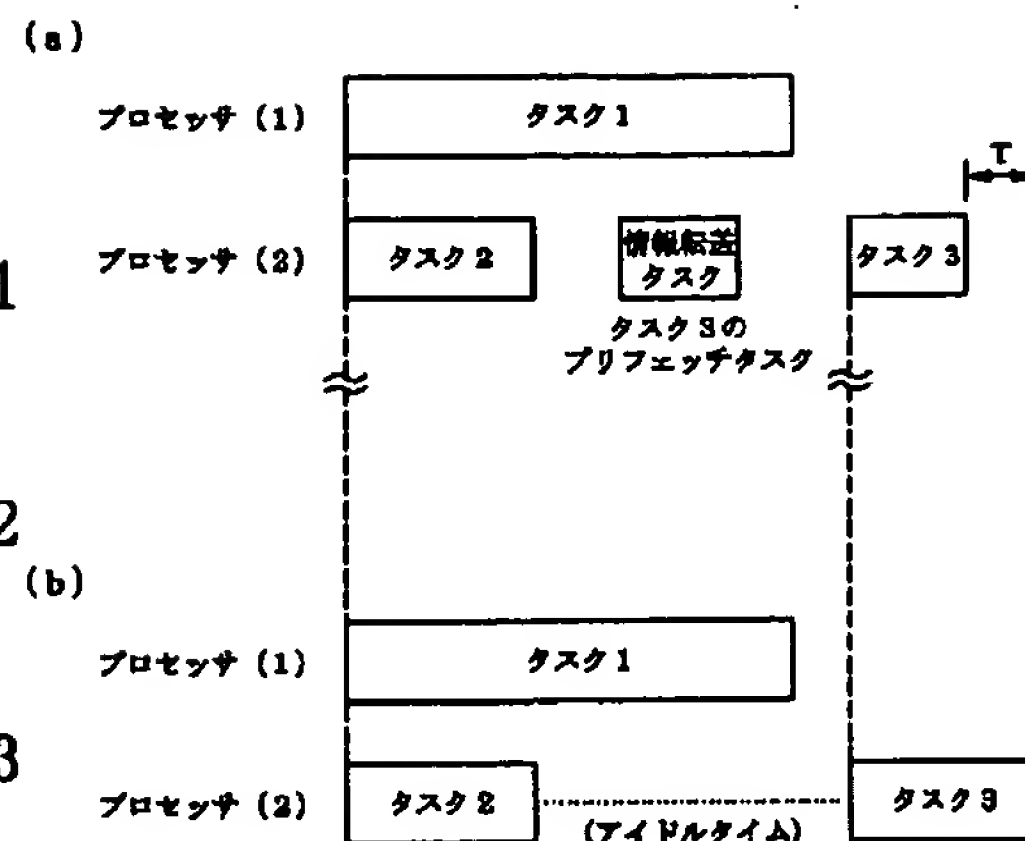 (a)
プロセッサ (1)
タスク1
T
1
プロセッサ (2)
タスク2
情報転送
タスク
タスク3
タスク3の
プリフェッチタスク
2
(b)
プロセッサ (1)
タスク1
3
プロセッサ (2)
タスク2
(アイドルタイム)
タスク3